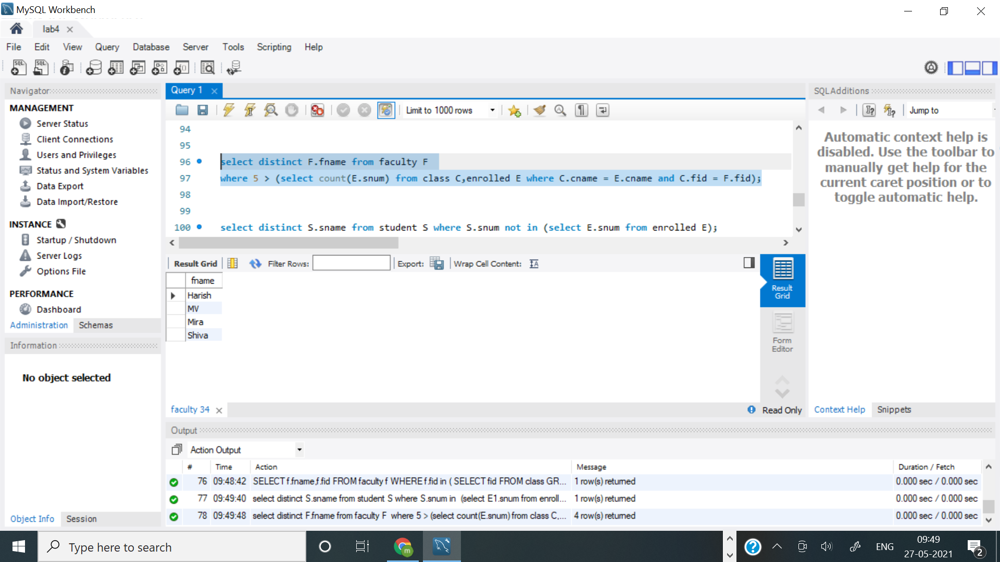 MySQL Workbench
lab4
File Edit View Query Database Server Tools Scripting Help
Navigator
MANAGEMENT
Server Status
Client Connections
Users and Privileges
Status and System Variables
Data Export
Data Import/Restore
INSTANCE
Startup / Shutdown
Server Logs
Options File
PERFORMANCE
Dashboard
Administration Schemas
Information
No object selected
Object Info Session
Query 1
Limit to 1000 rows
94
95
96 select distinct F.fname from faculty F
97 where 5 > (select count(E.snum) from class C,enrolled E where C.cname = E.cname and C.fid = F.fid);
98
99
100 select distinct S.sname from student S where S.snum not in (select E.snum from enrolled E);
Result Grid Filter Rows: Export: Wrap Cell Content:
fname
Harish
MV
Mira
Shiva
Result
Grid
Form
Editor
faculty 34
Read Only
SQLAdditions
Jump to
Automatic context help is
disabled. Use the toolbar to
manually get help for the
current caret position or to
toggle automatic help.
Context Help Snippets
Output
Action Output
# Time Action Message Duration / Fetch
76 09:48:42 SELECT f.fname,f.fid FROM faculty f WHERE f.fid in ( SELECT fid FROM class GR... 1 row(s) returned 0.000 sec / 0.000 sec
77 09:49:40 select distinct S.sname from student S where S.snum in (select E1.snum from enroll... 1 row(s) returned 0.000 sec / 0.000 sec
78 09:49:48 select distinct F.fname from faculty F where 5 > (select count(E.snum) from class C,... 4 row(s) returned 0.000 sec / 0.000 sec
Type here to search
ENG
09:49
27-05-2021
2